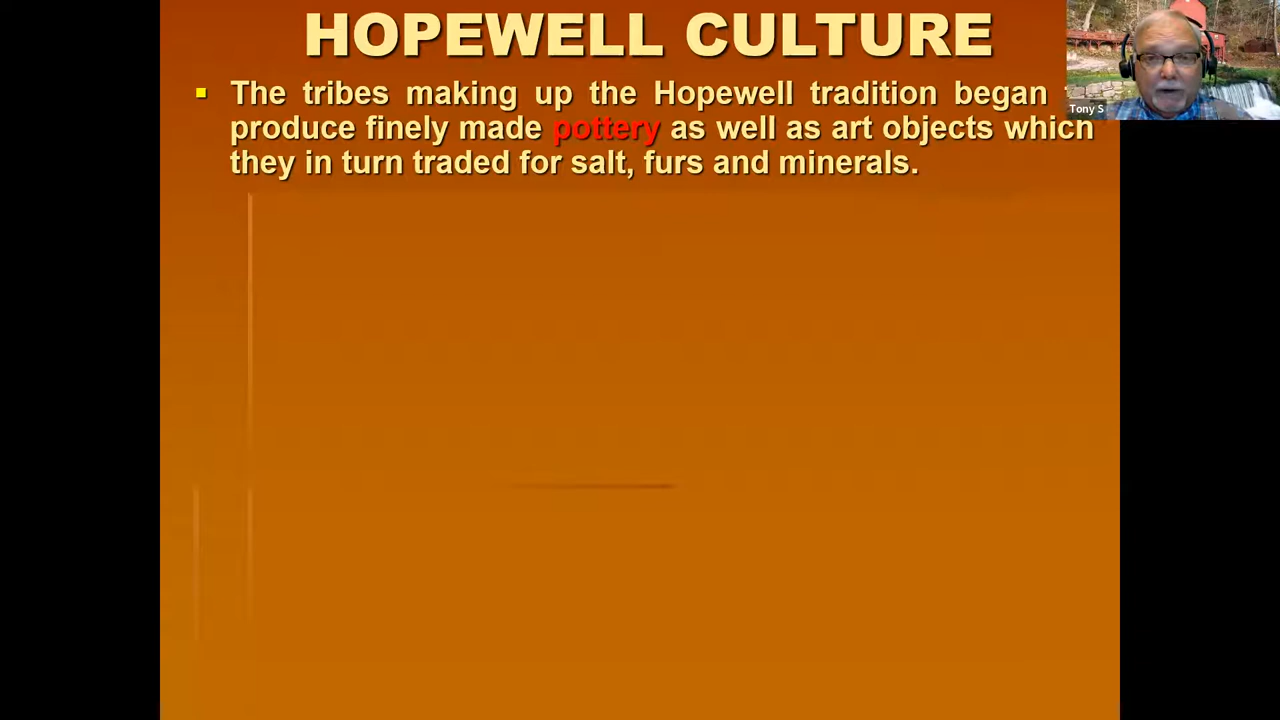 HOPEWELL CULTURE
▪ The tribes making up the Hopewell tradition began
produce finely made pottery as well as art objects which
they in turn traded for salt, furs and minerals.
Tony S